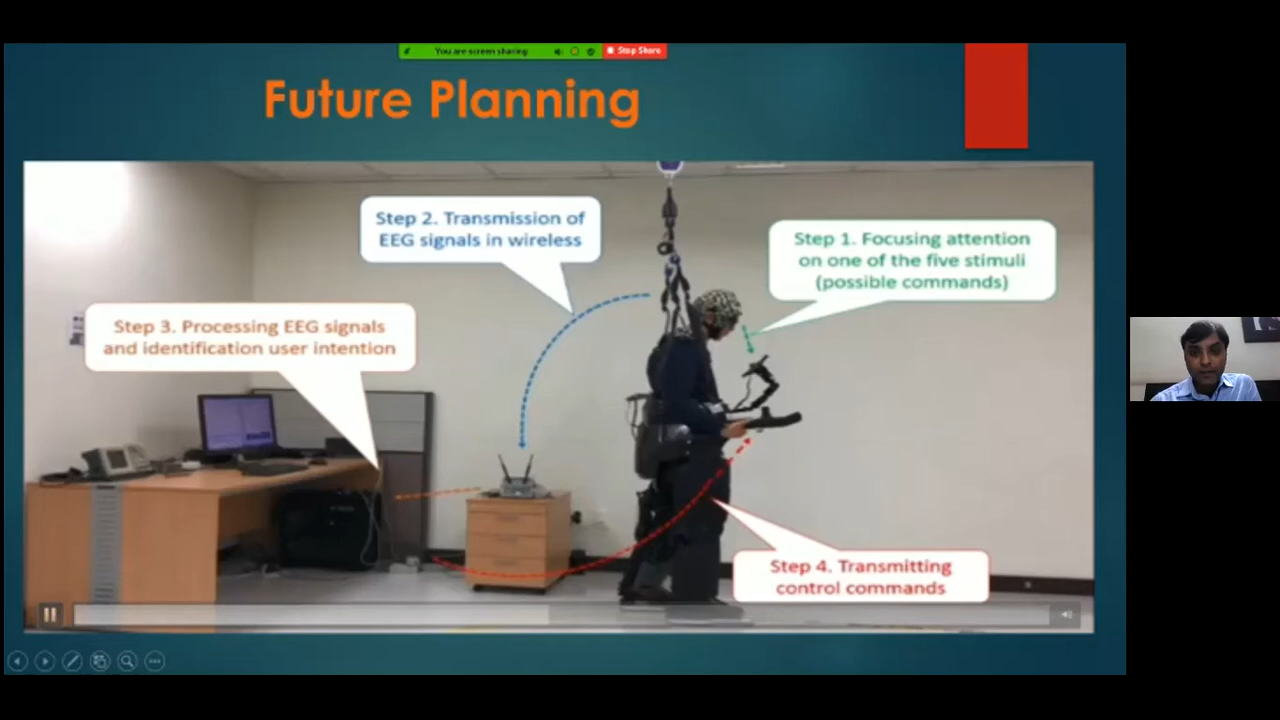 You are screen sharing
Stop Share
Future Planning
Step 2. Transmission of
EEG signals in wireless
Step 1. Focusing attention
on one of the five stimuli
(possible commands)
Step 3. Processing EEG signals
and identification user intention
Step 4. Transmitting
control commands